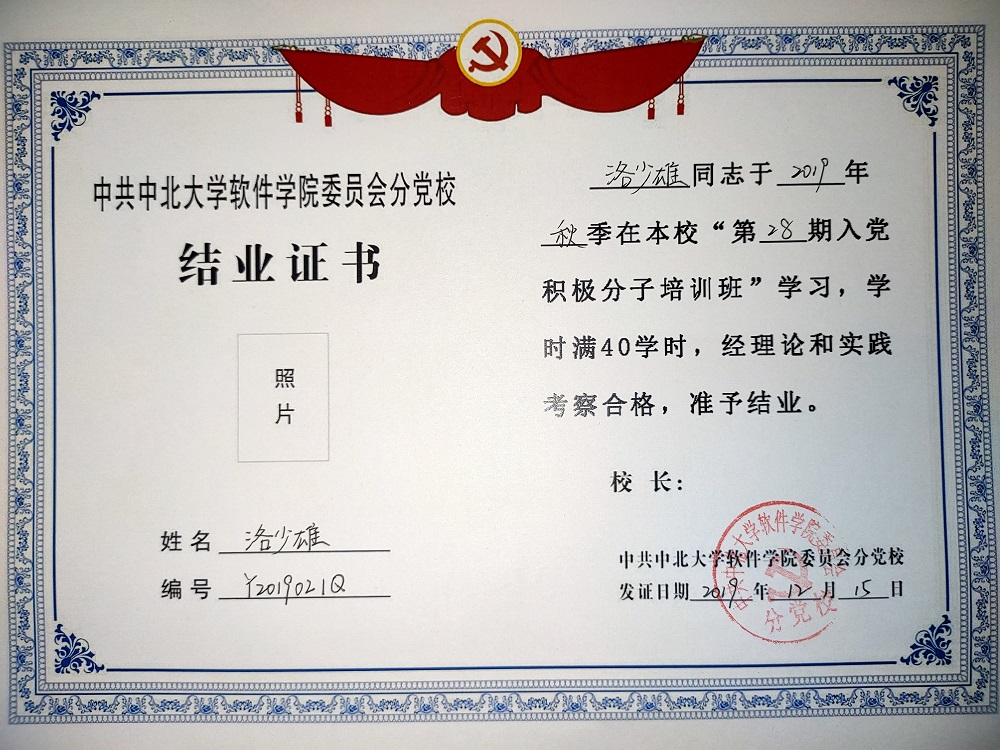 中共中北大学软件学院委员会分党校
结业证书
照
片
姓名 洛少雄
编号 Y2019021Q
洛少雄同志于2019年
秋季在本校“第28期入党
积极分子培训班”学习，学
时满40学时，经理论和实践
考察合格，准予结业。
校 长：
中共中北大学软件学院委员会分党校
发证日期2019年12月15日
中共中北大学软件学院委员会
分党校